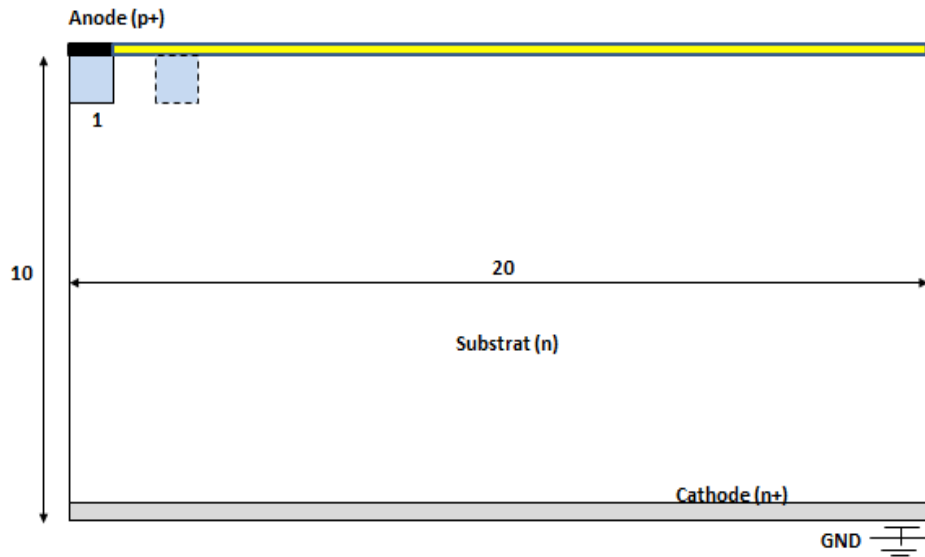 Anode (p+)
1
10
20
Substrat (n)
Cathode (n+)
GND